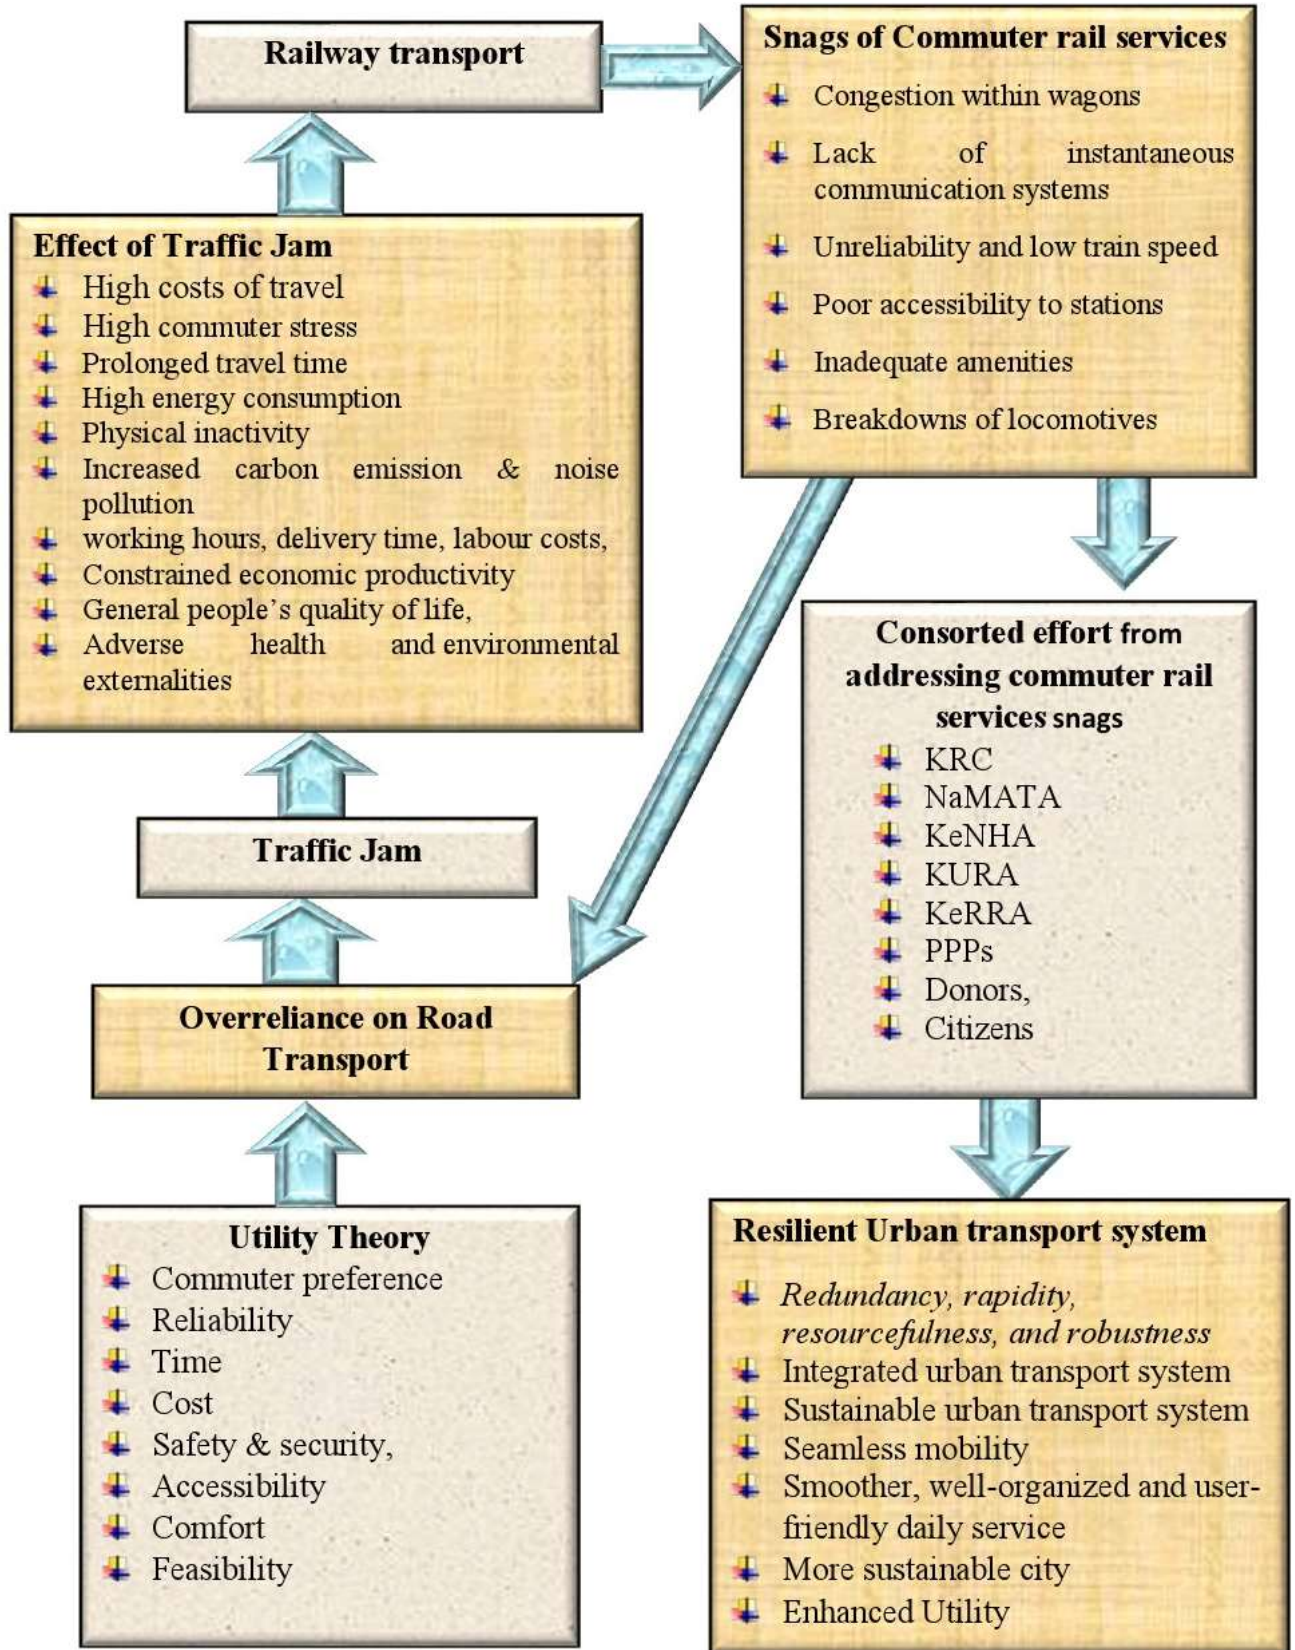 Railway transport
Snags of Commuter rail services
Congestion within wagons
Lack of instantaneous
communication systems
Unreliability and low train speed
Poor accessibility to stations
Inadequate amenities
Breakdowns of locomotives
Effect of Traffic Jam
High costs of travel
High commuter stress
Prolonged travel time
High energy consumption
Physical inactivity
Increased carbon emission & noise
pollution
working hours, delivery time, labour costs,
Constrained economic productivity
General people's quality of life,
Adverse health and environmental
externalities
Traffic Jam
Overreliance on Road
Transport
Utility Theory
Commuter preference
Reliability
Time
Cost
Safety & security,
Accessibility
Comfort
Feasibility
Consorted effort from
addressing commuter rail
services snags
KRC
NaMATA
KeNHA
KURA
KeRRA
PPPs
Donors,
Citizens
Resilient Urban transport system
Redundancy, rapidity,
resourcefulness, and robustness
Integrated urban transport system
Sustainable urban transport system
Seamless mobility
Smoother, well-organized and user-
friendly daily service
More sustainable city
Enhanced Utility